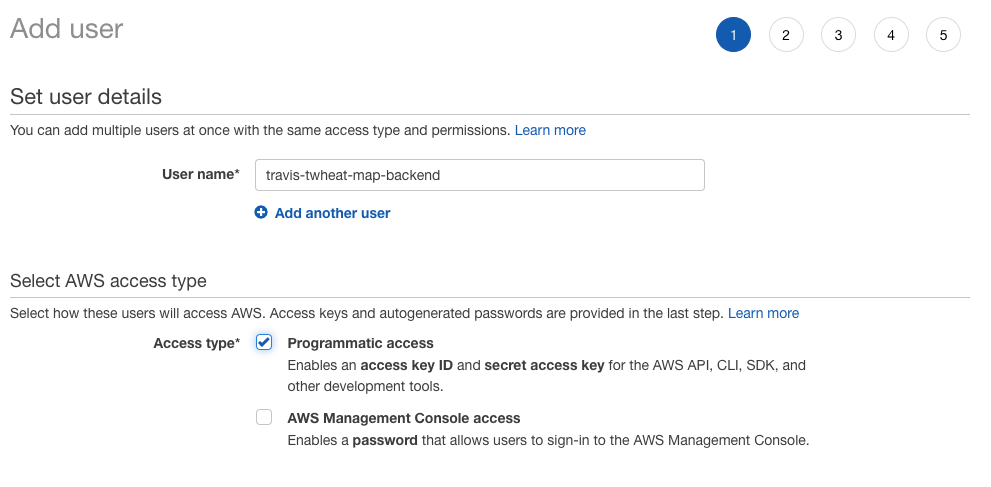 Add user
1 2 3 4 5
Set user details
You can add multiple users at once with the same access type and permissions. Learn more
User name* travis-twheat-map-backend
Add another user
Select AWS access type
Select how these users will access AWS. Access keys and autogenerated passwords are provided in the last step. Learn more
Access type* Programmatic access
Enables an access key ID and secret access key for the AWS API, CLI, SDK, and
other development tools.
AWS Management Console access
Enables a password that allows users to sign-in to the AWS Management Console.